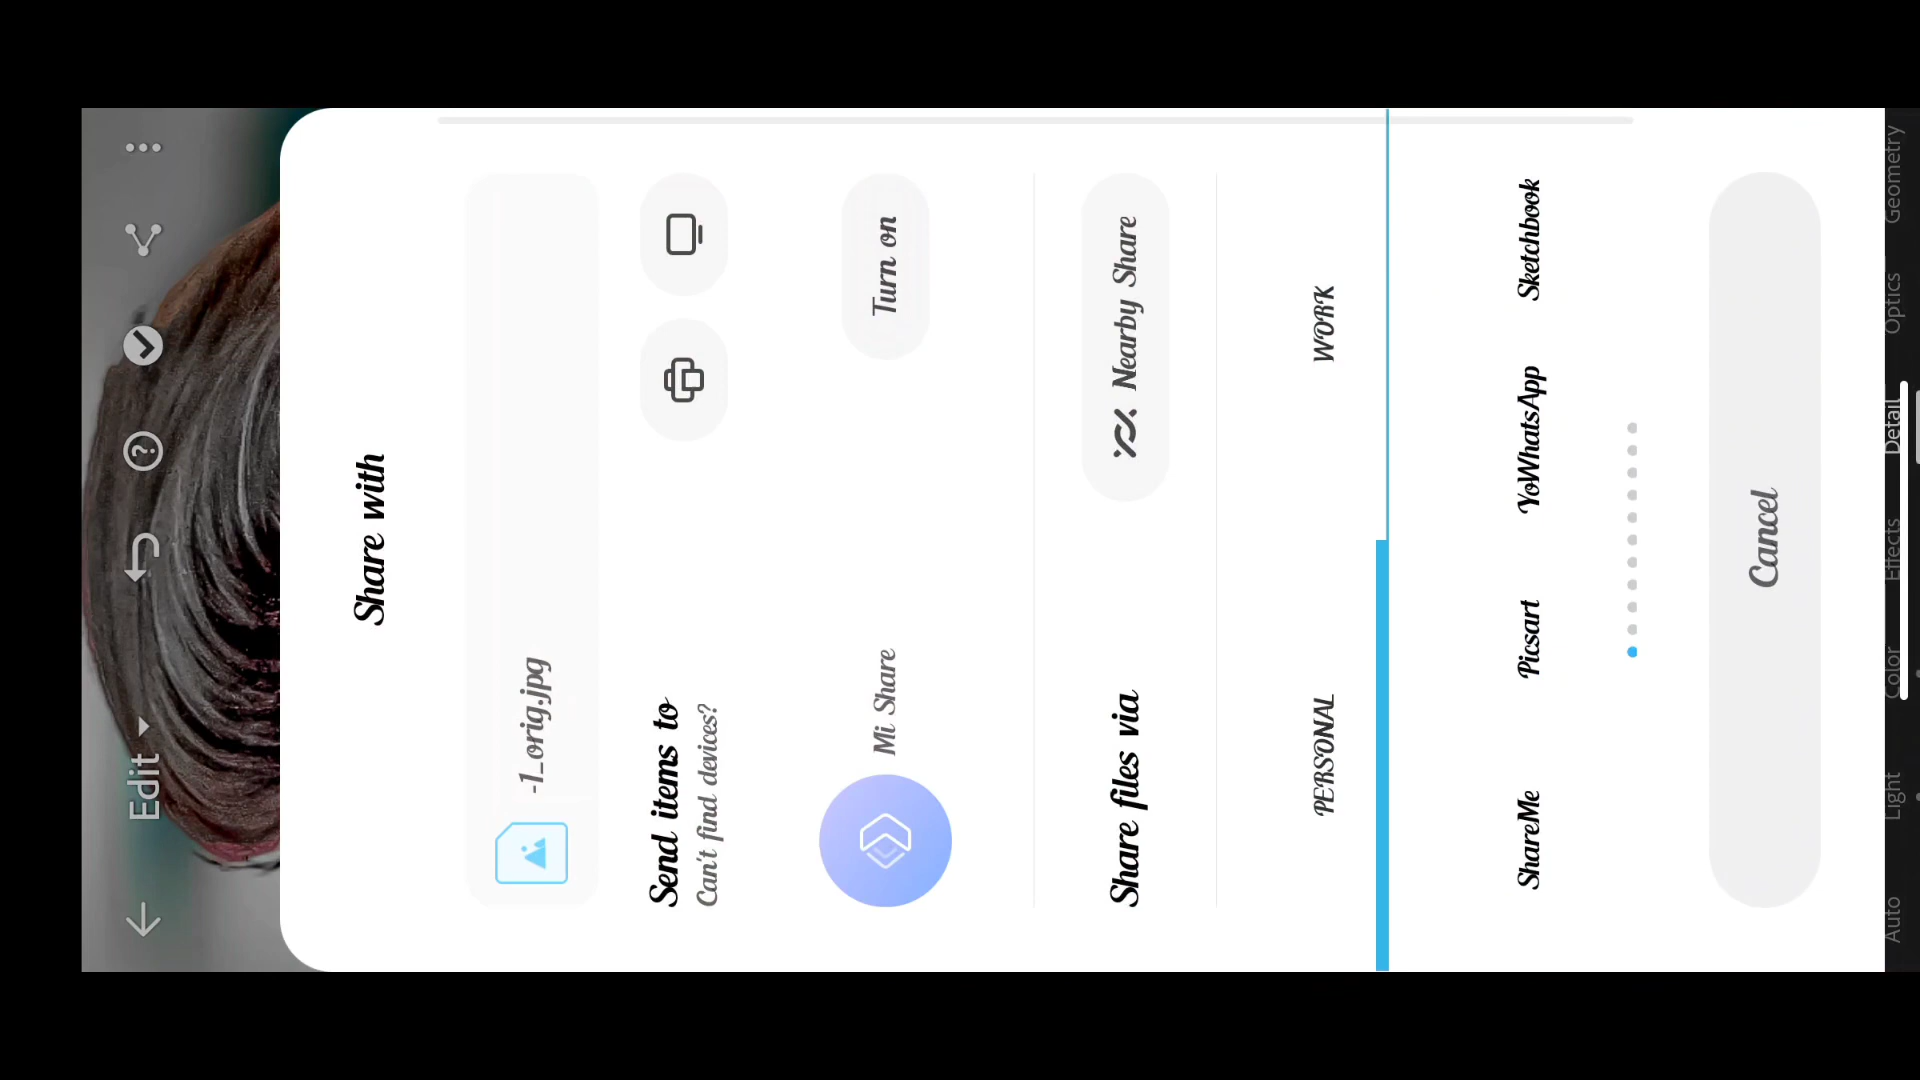 Edit
Share with
-1_orig.jpg
Send items to
Can't find devices?
Mi Share
Turn on
Share files via
Nearby Share
PERSONAL
WORK
ShareMe
Picsart
YoWhatsApp
Sketchbook
Cancel
Auto
Light
Color
Effects
Detail
Optics
Geometry